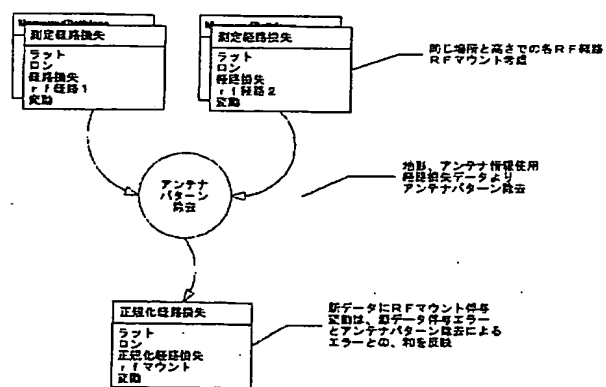 測定経路損失
ラット
ロン
経路損失
rf経路1
変動
測定経路損失
ラット
ロン
経路損失
rf経路2
変動
同じ場所と高さでの各RF経路
RFマウント考慮
アンテナ
パターン
除去
地形、アンテナ情報使用
経路損失データより
アンテナパターン除去
正規化経路損失
ラット
ロン
正規化経路損失
rfマウント
変動
新データにRFマウント付与
変動は、原データ付与エラー
とアンテナパターン除去による
エラーとの、和を反映